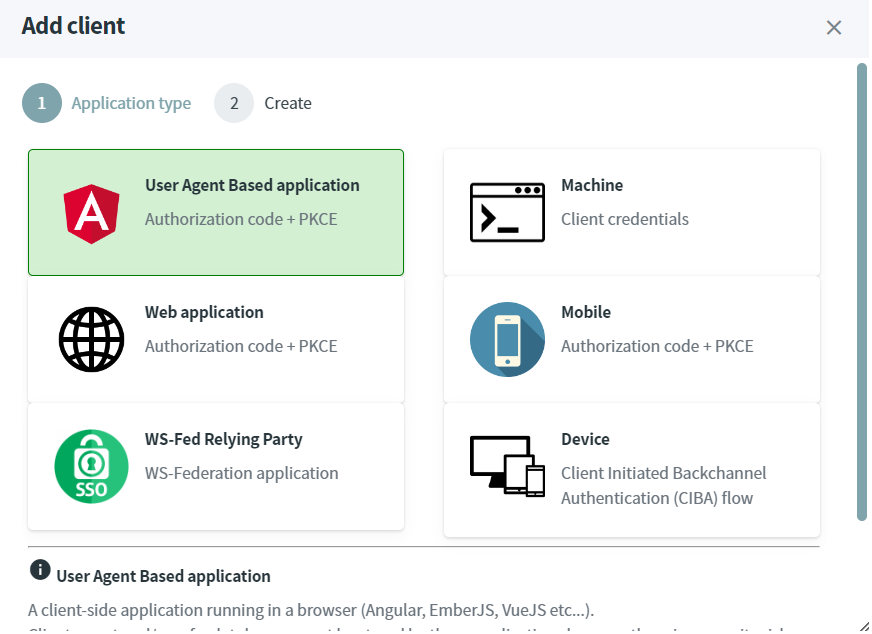 Add client
1 Application type 2 Create
User Agent Based application
Authorization code + PKCE
Machine
Client credentials
Web application
Authorization code + PKCE
Mobile
Authorization code + PKCE
SSO
WS-Fed Relying Party
WS-Federation application
Device
Client Initiated Backchannel
Authentication (CIBA) flow
User Agent Based application
A client-side application running in a browser (Angular, EmberJS, VueJS etc...).